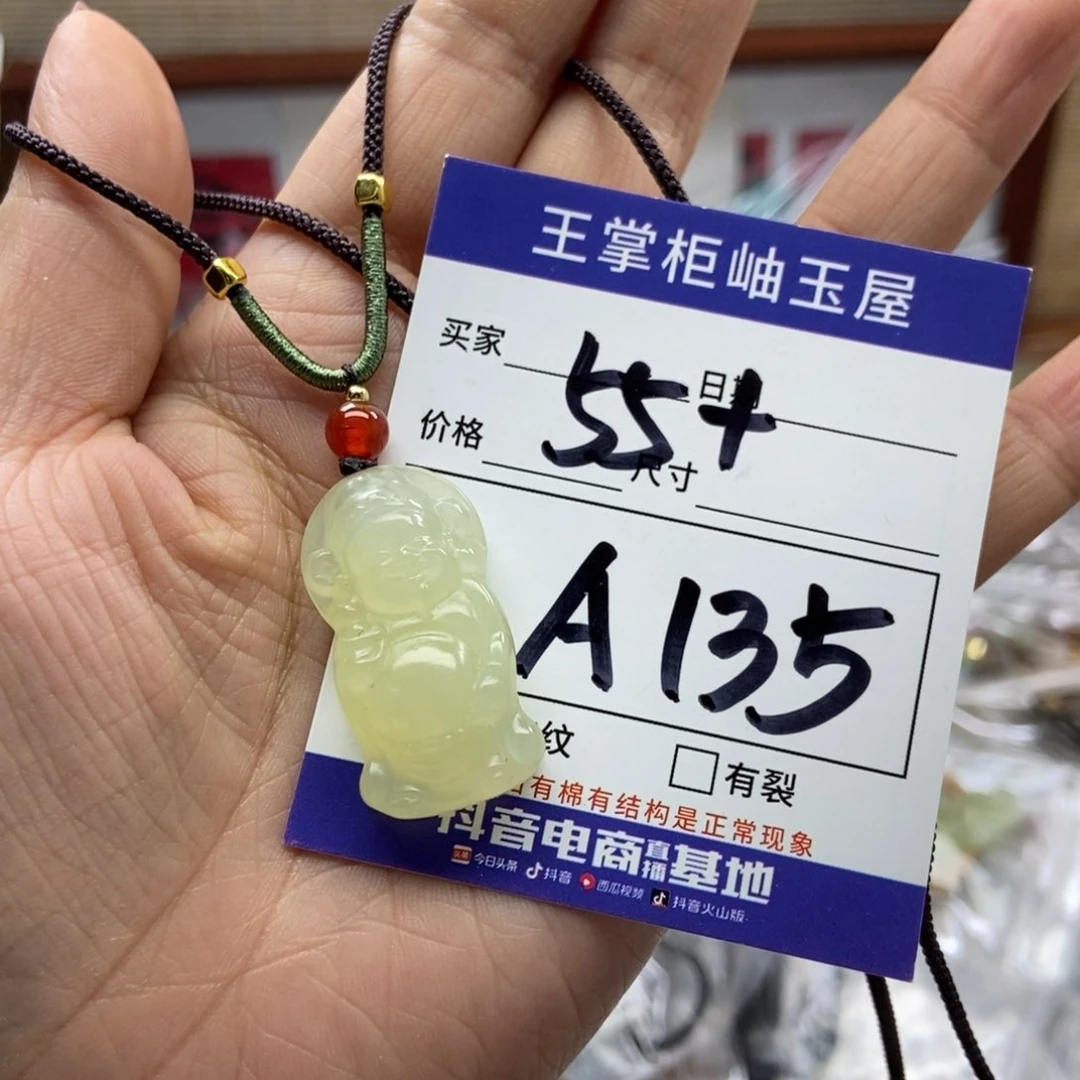 王掌柜岫玉屋
买家 55+ 日期
价格 尺寸
A135
纹 有裂
有棉有结构是正常现象
抖音电商直播基地
今日头条 抖音 西瓜视频 抖音火山版